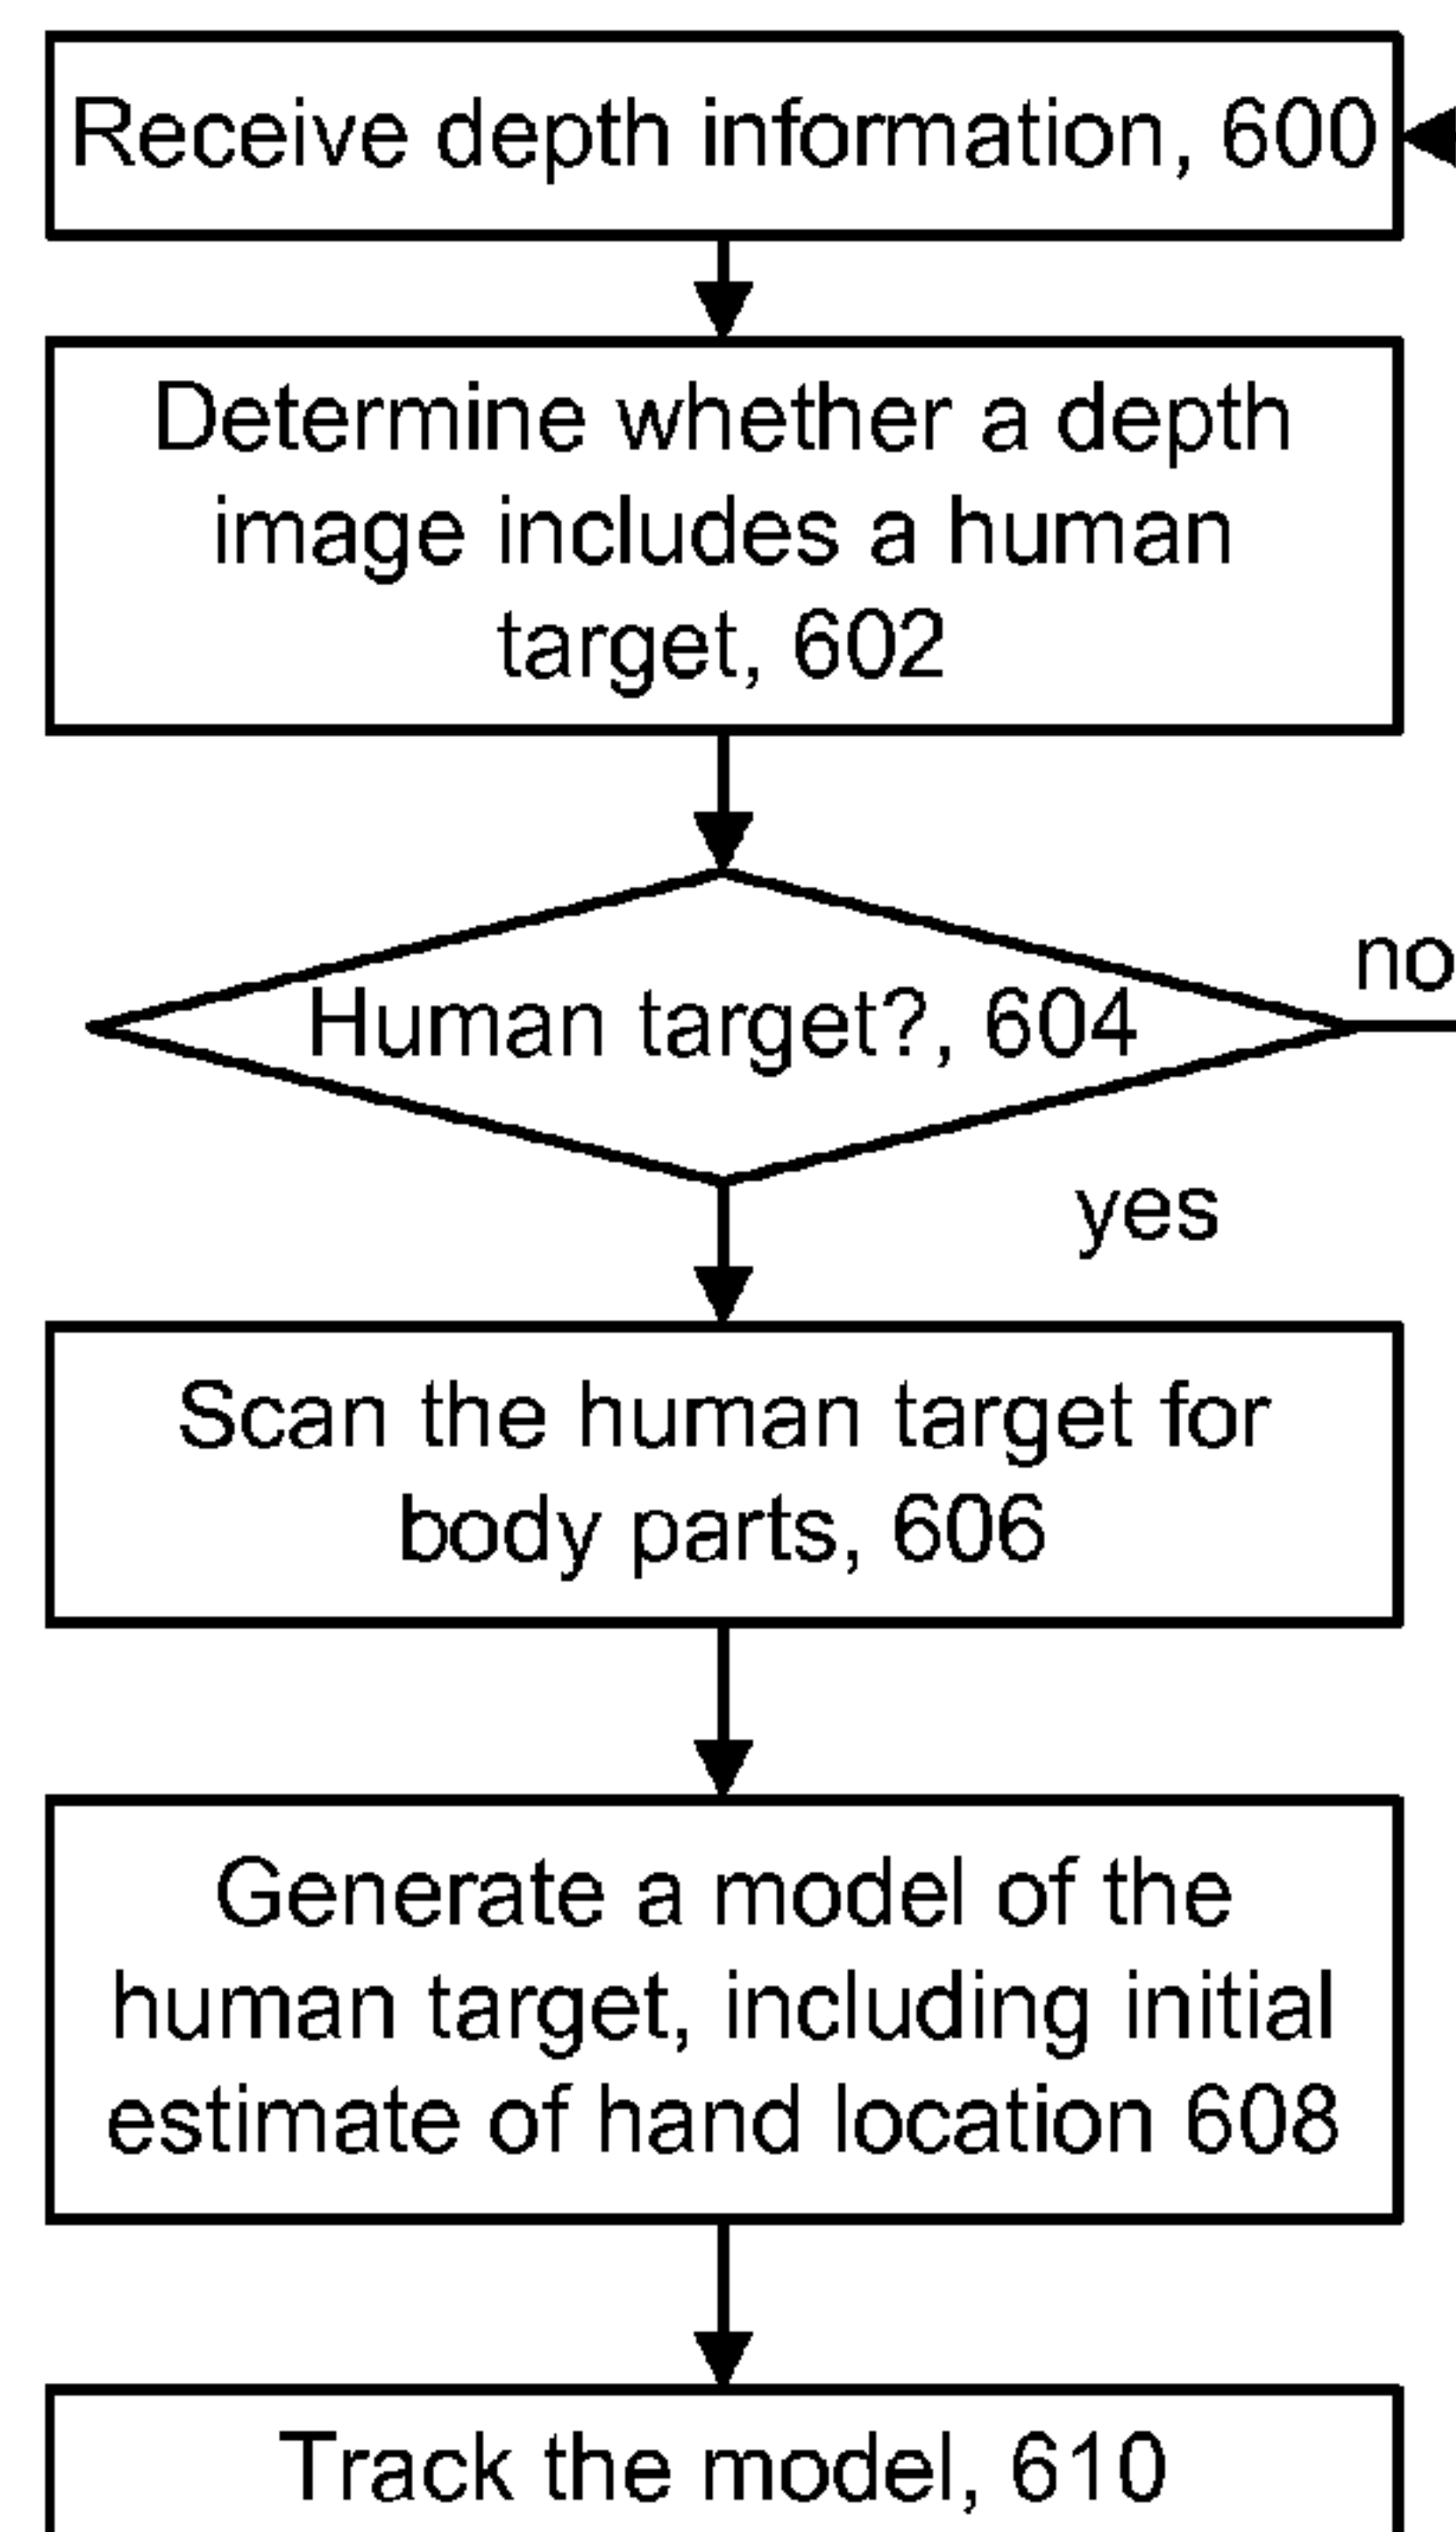 Receive depth information, 600
Determine whether a depth
image includes a human
target, 602
no
Human target?, 604
yes
Scan the human target for
body parts, 606
Generate a model of the
human target, including initial
estimate of hand location 608
Track the model, 610